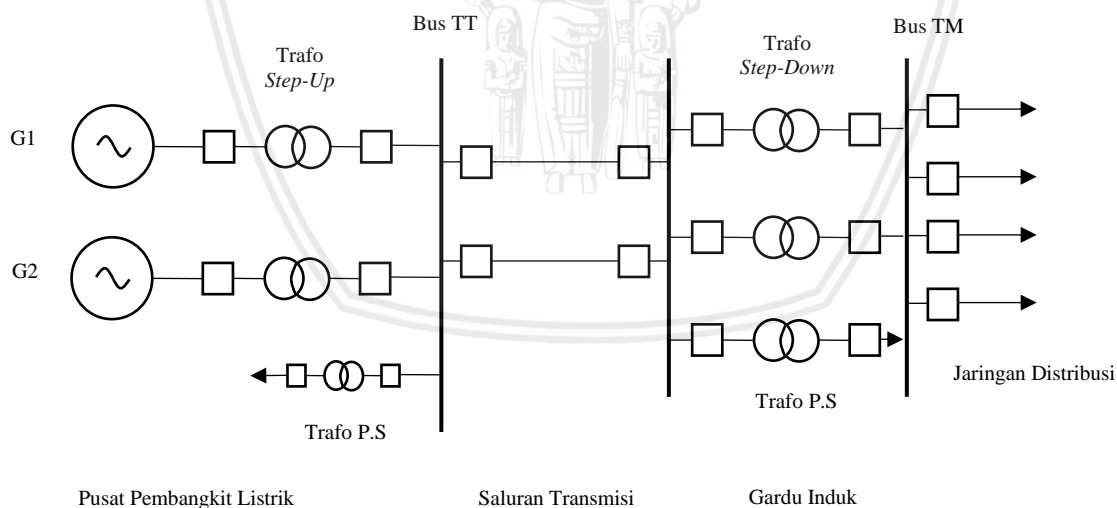 Bus TT
Bus TM
Trafo
Step-Up
Trafo
Step-Down
G1
G2
Jaringan Distribusi
Trafo P.S
Trafo P.S
Pusat Pembangkit Listrik
Saluran Transmisi
Gardu Induk